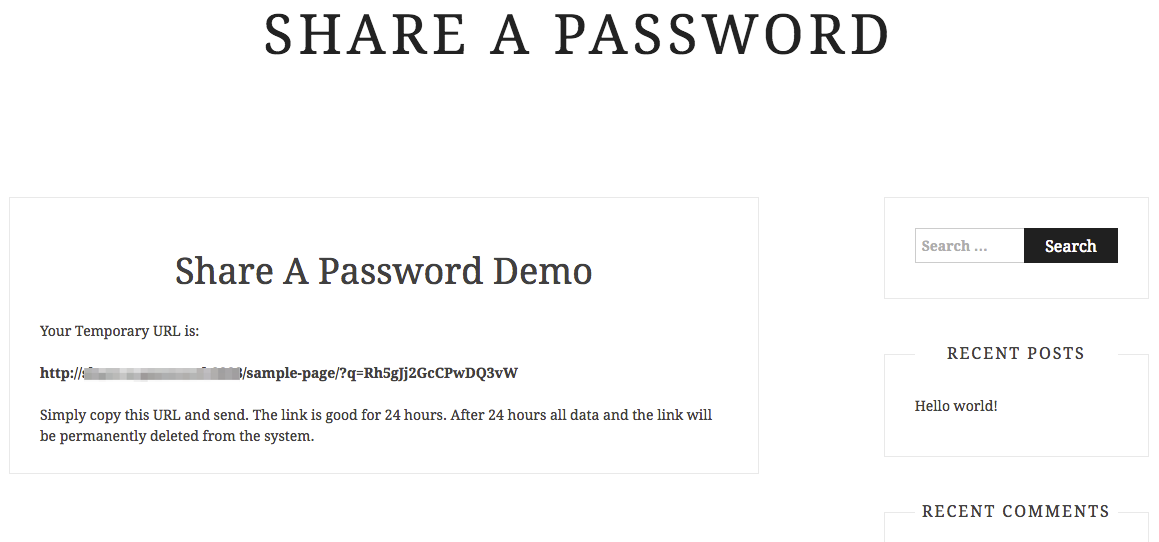 SHARE A PASSWORD
Share A Password Demo
Your Temporary URL is:
http:// /sample-page/?q=Rh5gJj2GcCPwDQ3vW
Simply copy this URL and send. The link is good for 24 hours. After 24 hours all data and the link will
be permanently deleted from the system.
Search ...
Search
RECENT POSTS
Hello world!
RECENT COMMENTS